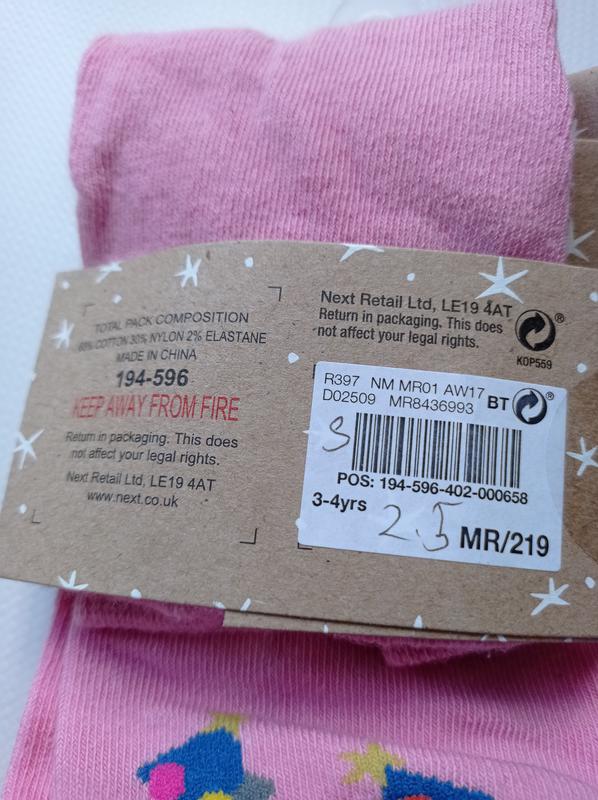 TOTAL PACK COMPOSITION
68% COTTON 30% NYLON 2% ELASTANE
MADE IN CHINA
194-596
KEEP AWAY FROM FIRE
Return in packaging. This does
not affect your legal rights.
Next Retail Ltd, LE19 4AT
www.next.co.uk
Next Retail Ltd, LE19 4AT
Return in packaging. This does
not affect your legal rights.
®
KOP559
R397 NM MR01 AW17 BT ®
D02509 MR8436993
S
POS: 194-596-402-000658
3-4yrs 2.5 MR/219